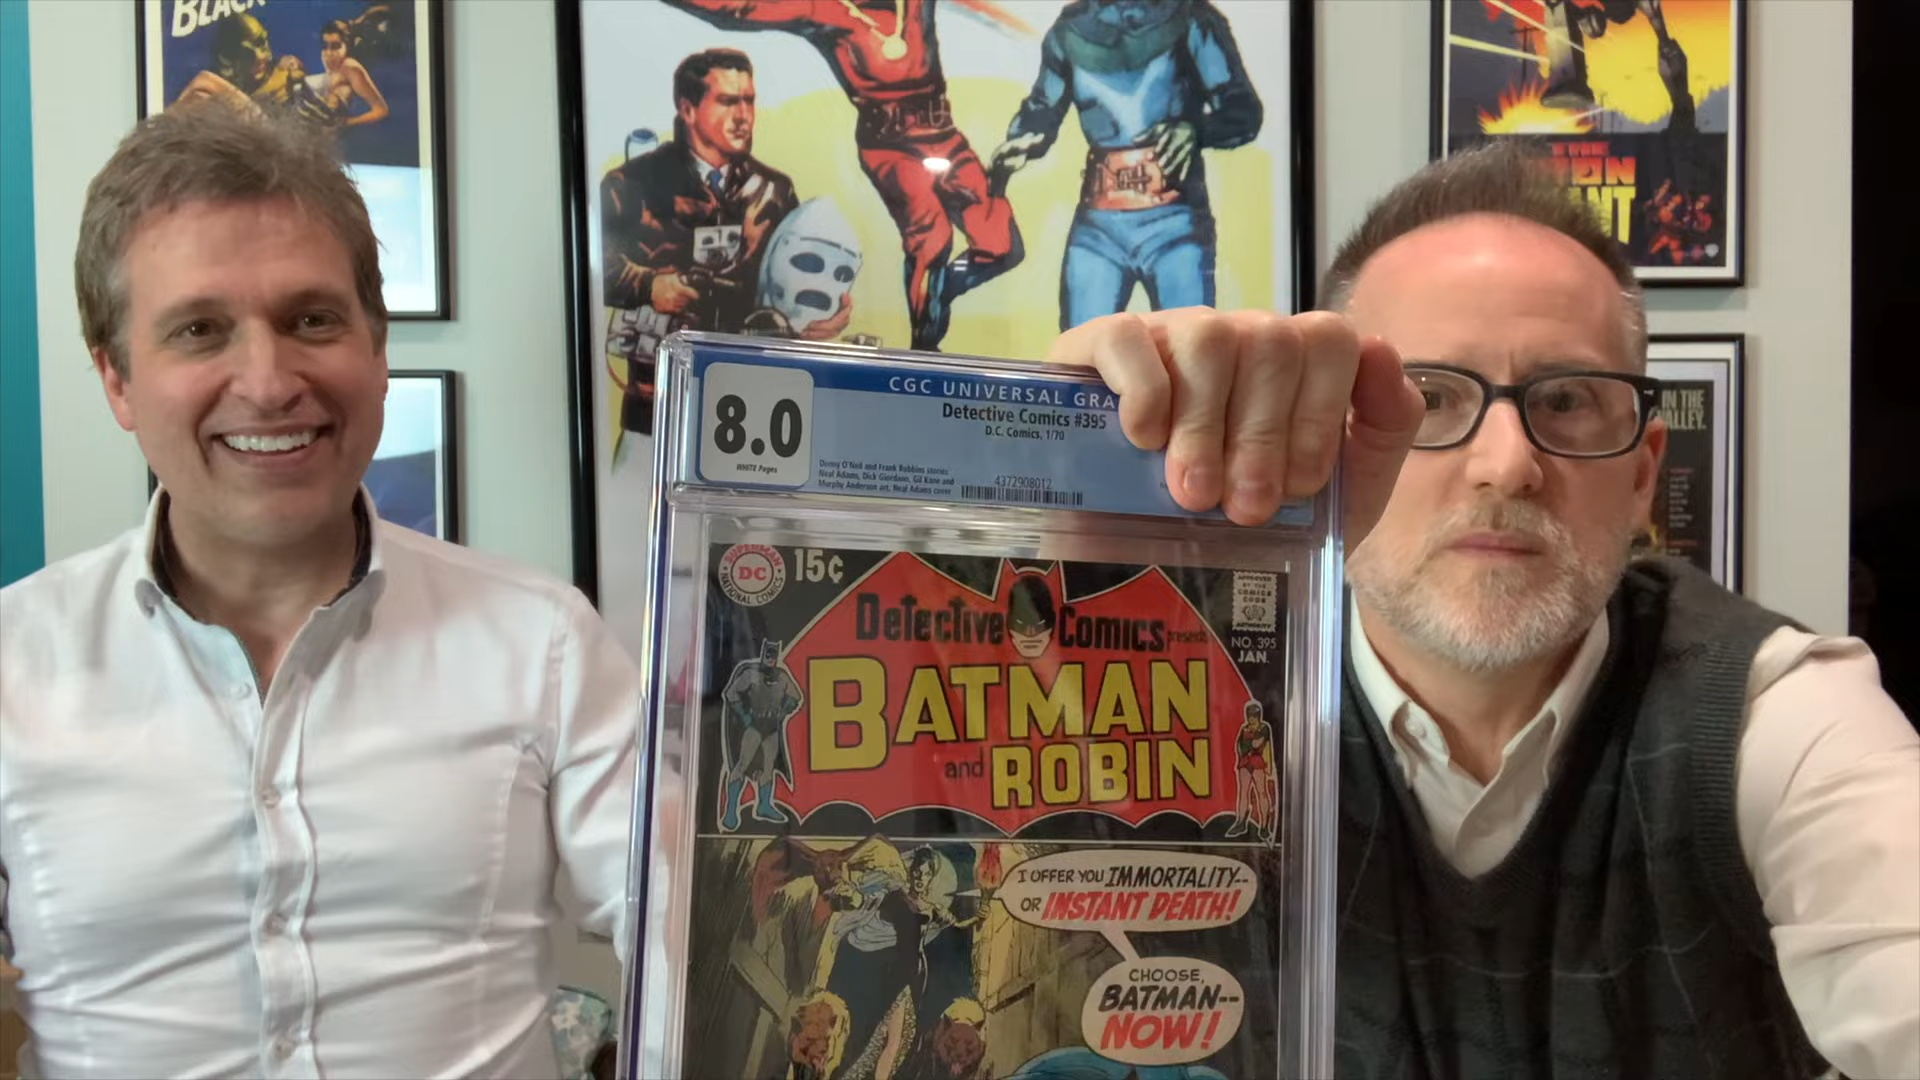 BLACK
THE
IRON
GIANT
IN THE
VALLEY.
CGC UNIVERSAL GRA
8.0
WHITE Pages
Detective Comics #395
D.C. Comics, 1/70
Denny O'Neil and Frank Robbins stories
Neal Adams, Dick Giordano, Gil Kane and
Murphy Anderson art, Neal Adams cover
4372908012
SUPERMAN
DC
NATIONAL COMICS
15¢
APPROVED
BY THE
COMICS
CODE
AUTHORITY
NO. 395
JAN.
Detective Comics presents
BATMAN
and ROBIN
I OFFER YOU IMMORTALITY--
OR INSTANT DEATH!
CHOOSE,
BATMAN--
NOW!